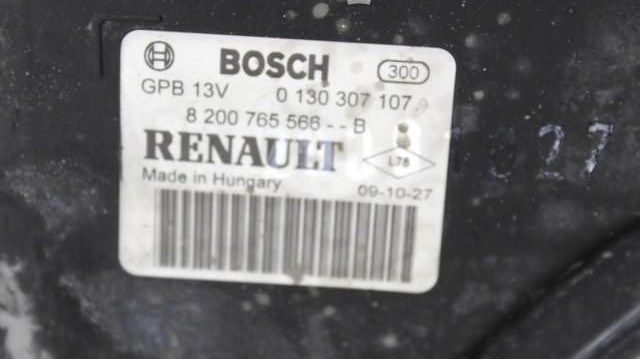 BOSCH 300
GPB 13V 0 130 307 107
8 200 765 566 - - B
RENAULT L78
Made in Hungary 09-10-27
27